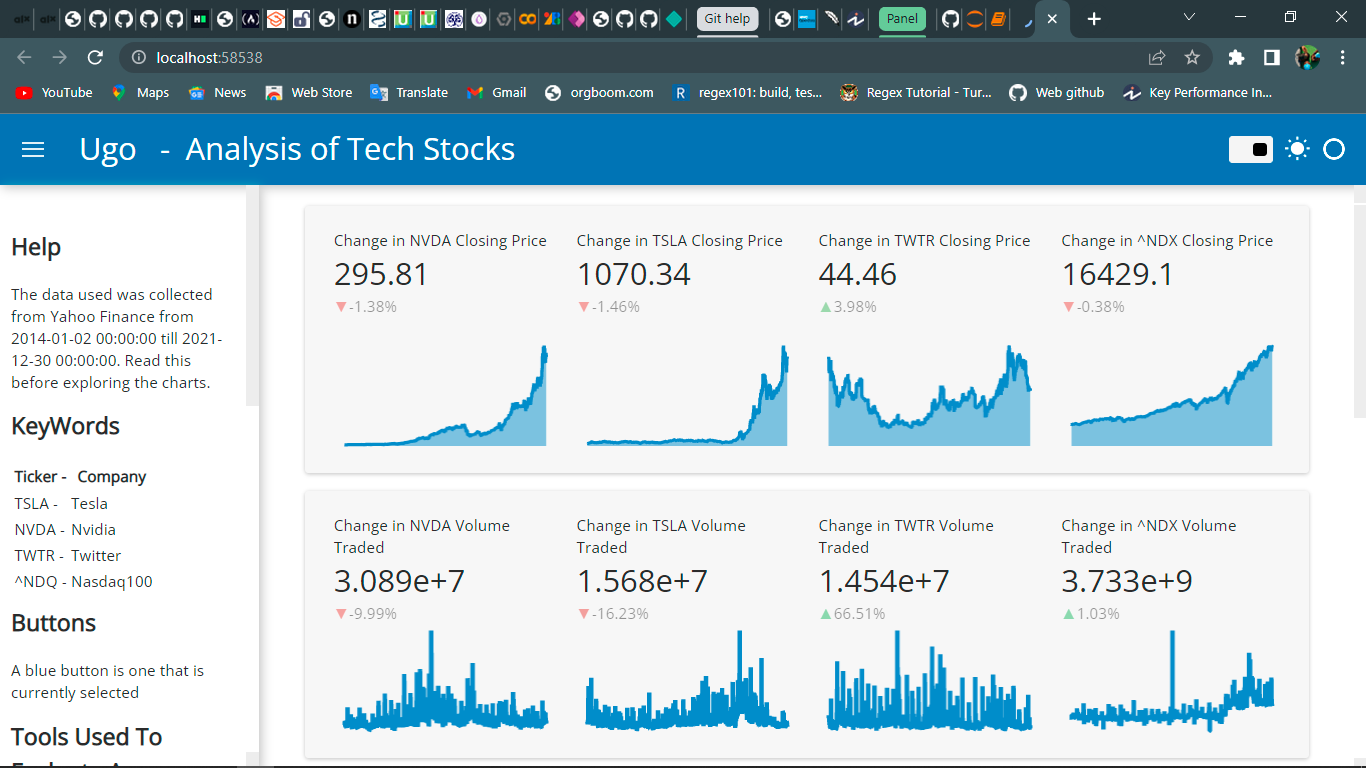 Git help
Panel
localhost:58538
YouTube
Maps
News
Web Store
Translate
Gmail
orgboom.com
regex101: build, tes...
Regex Tutorial - Tur...
Web github
Key Performance In...
Ugo - Analysis of Tech Stocks
Help
The data used was collected
from Yahoo Finance from
2014-01-02 00:00:00 till 2021-
12-30 00:00:00. Read this
before exploring the charts.
KeyWords
Ticker - Company
TSLA - Tesla
NVDA - Nvidia
TWTR - Twitter
^NDQ - Nasdaq100
Buttons
A blue button is one that is
currently selected
Tools Used To
Change in NVDA Closing Price
295.81
▼-1.38%
Change in TSLA Closing Price
1070.34
▼-1.46%
Change in TWTR Closing Price
44.46
▲3.98%
Change in ^NDX Closing Price
16429.1
▼-0.38%
Change in NVDA Volume
Traded
3.089e+7
▼-9.99%
Change in TSLA Volume
Traded
1.568e+7
▼-16.23%
Change in TWTR Volume
Traded
1.454e+7
▲66.51%
Change in ^NDX Volume
Traded
3.733e+9
▲1.03%